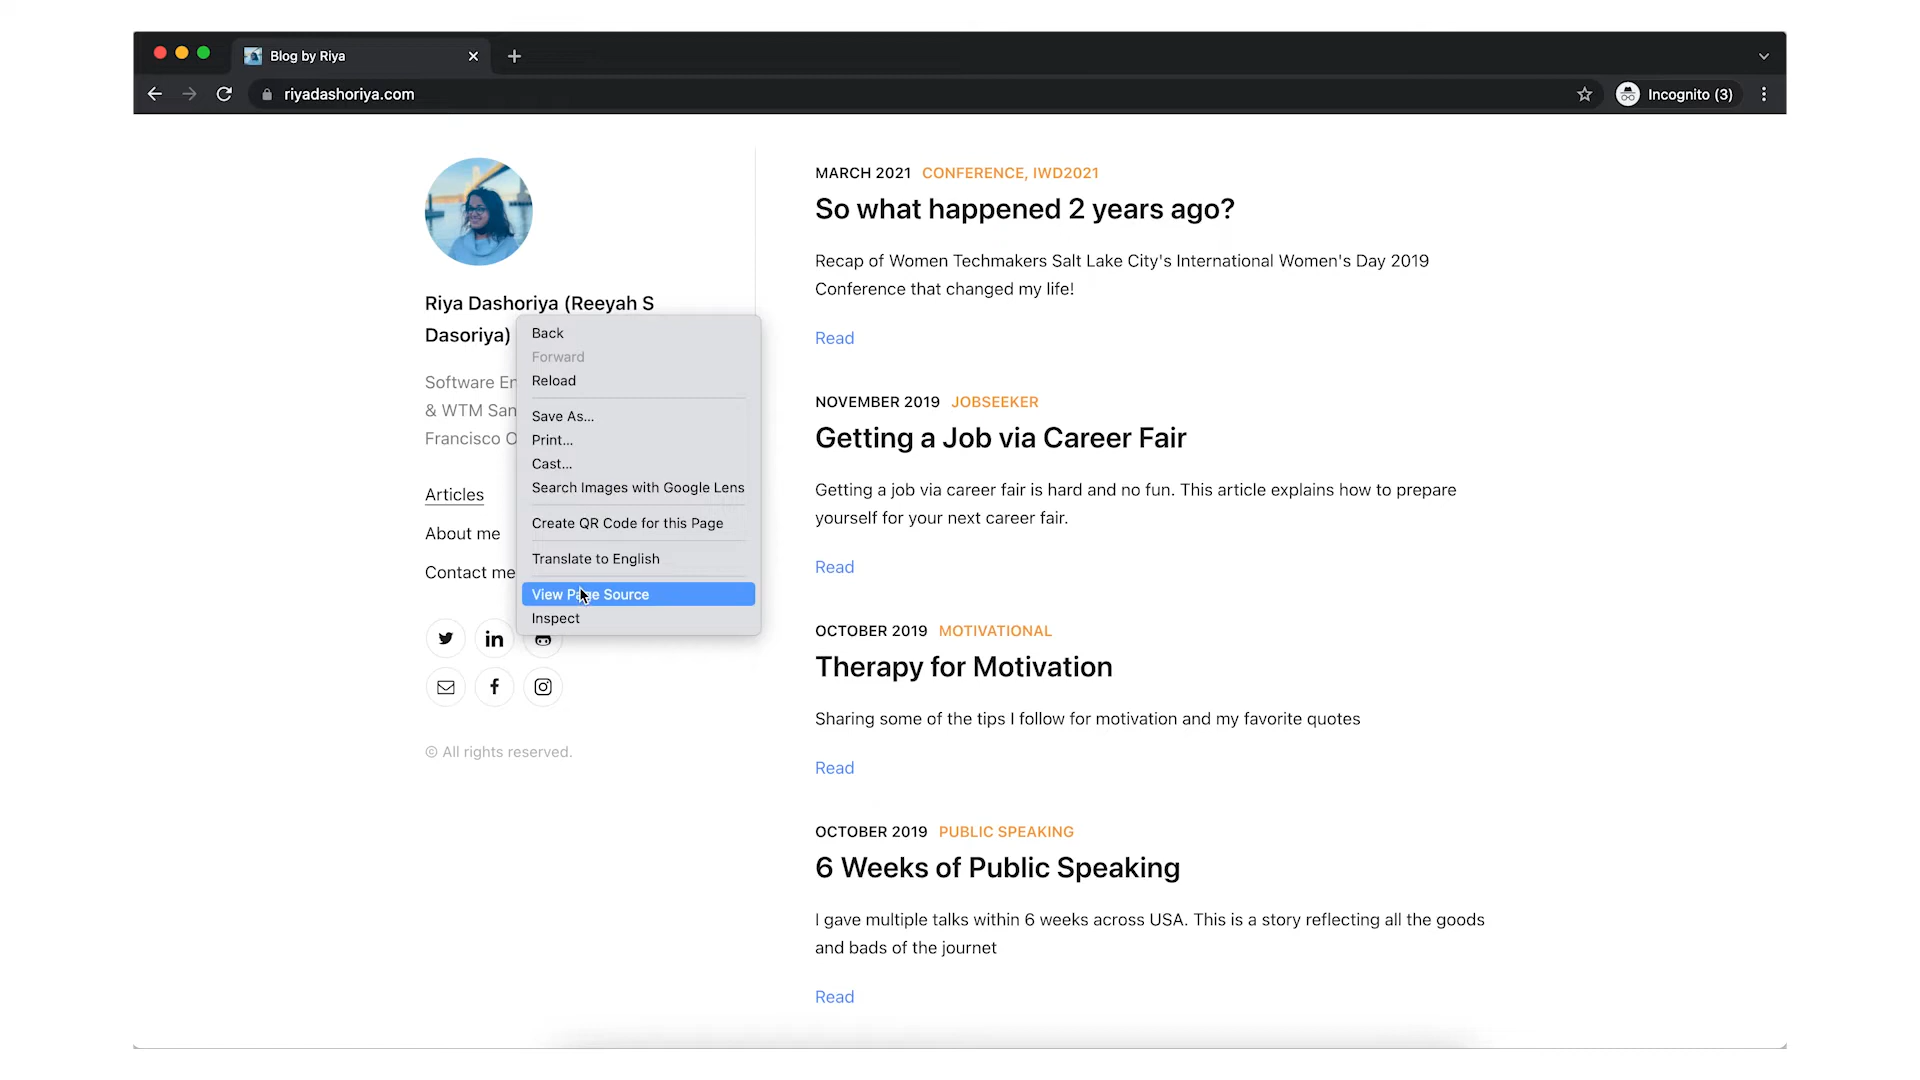 Blog by Riya
riyadashoriya.com
Incognito (3)
Riya Dashoriya (Reeyah S
Dasoriya)
Software En
& WTM San
Francisco O
Articles
About me
Contact me
© All rights reserved.
Back
Forward
Reload
Save As...
Print...
Cast...
Search Images with Google Lens
Create QR Code for this Page
Translate to English
View Page Source
Inspect
MARCH 2021 CONFERENCE, IWD2021
So what happened 2 years ago?
Recap of Women Techmakers Salt Lake City's International Women's Day 2019
Conference that changed my life!
Read
NOVEMBER 2019 JOBSEEKER
Getting a Job via Career Fair
Getting a job via career fair is hard and no fun. This article explains how to prepare
yourself for your next career fair.
Read
OCTOBER 2019 MOTIVATIONAL
Therapy for Motivation
Sharing some of the tips I follow for motivation and my favorite quotes
Read
OCTOBER 2019 PUBLIC SPEAKING
6 Weeks of Public Speaking
I gave multiple talks within 6 weeks across USA. This is a story reflecting all the goods
and bads of the journet
Read